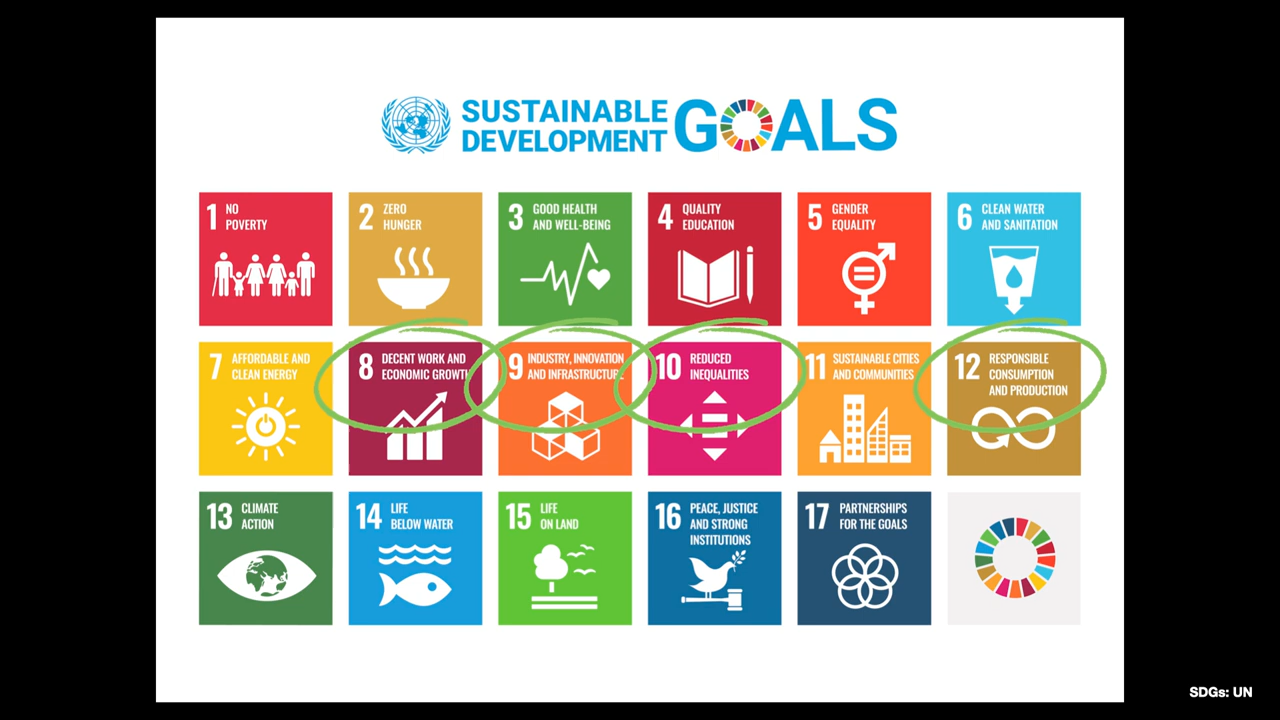 SUSTAINABLE
DEVELOPMENT
GOALS
1 NO
POVERTY
2 ZERO
HUNGER
3 GOOD HEALTH
AND WELL-BEING
4 QUALITY
EDUCATION
5 GENDER
EQUALITY
6 CLEAN WATER
AND SANITATION
7 AFFORDABLE AND
CLEAN ENERGY
8 DECENT WORK AND
ECONOMIC GROWTH
9 INDUSTRY, INNOVATION
AND INFRASTRUCTURE
10 REDUCED
INEQUALITIES
11 SUSTAINABLE CITIES
AND COMMUNITIES
12 RESPONSIBLE
CONSUMPTION
AND PRODUCTION
13 CLIMATE
ACTION
14 LIFE
BELOW WATER
15 LIFE
ON LAND
16 PEACE, JUSTICE
AND STRONG
INSTITUTIONS
17 PARTNERSHIPS
FOR THE GOALS
SDGs: UN